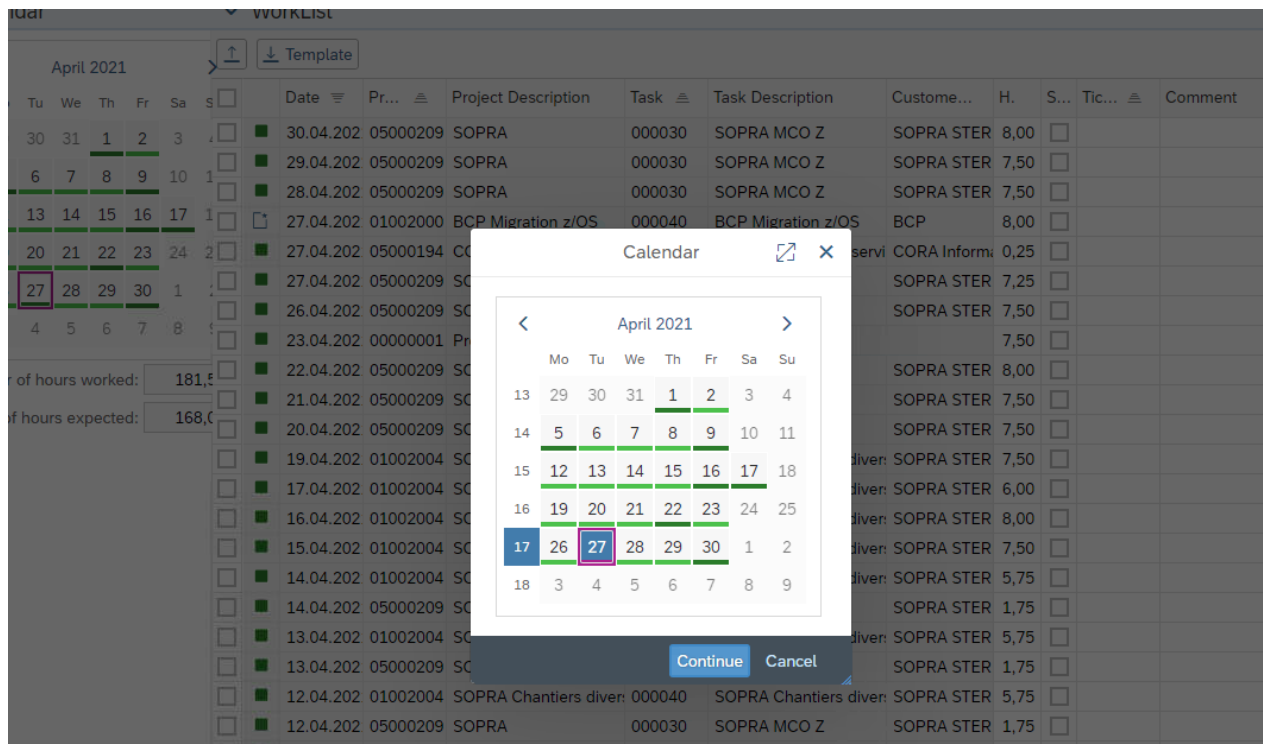 WorkList
April 2021
Template
Tu We Th Fr Sa
30 31 1 2 3
6 7 8 9 10
13 14 15 16 17
20 21 22 23 24
27 28 29 30 1
4 5 6 7 8
of hours worked: 181,5
of hours expected: 168,0
Date Pr... Project Description Task Task Description Custome... H. S... Tic... Comment
30.04.202 05000209 SOPRA 000030 SOPRA MCO Z SOPRA STER 8,00
29.04.202 05000209 SOPRA 000030 SOPRA MCO Z SOPRA STER 7,50
28.04.202 05000209 SOPRA 000030 SOPRA MCO Z SOPRA STER 7,50
27.04.202 01002000 BCP Migration z/OS 000040 BCP Migration z/OS BCP 8,00
27.04.202 05000194 servi CORA Informa 0,25
27.04.202 05000209 SOPRA STER 7,25
26.04.202 05000209 SOPRA STER 7,50
23.04.202 00000001 7,50
22.04.202 05000209 SOPRA STER 8,00
21.04.202 05000209 SOPRA STER 7,50
20.04.202 05000209 SOPRA STER 7,50
19.04.202 01002004 divers SOPRA STER 7,50
17.04.202 01002004 divers SOPRA STER 6,00
16.04.202 01002004 divers SOPRA STER 8,00
15.04.202 01002004 divers SOPRA STER 7,50
14.04.202 01002004 divers SOPRA STER 5,75
14.04.202 05000209 SOPRA STER 1,75
13.04.202 01002004 divers SOPRA STER 5,75
13.04.202 05000209 SOPRA STER 1,75
12.04.202 01002004 SOPRA Chantiers divers 000040 SOPRA Chantiers divers SOPRA STER 5,75
12.04.202 05000209 SOPRA 000030 SOPRA MCO Z SOPRA STER 1,75
Calendar
April 2021
Mo Tu We Th Fr Sa Su
13 29 30 31 1 2 3 4
14 5 6 7 8 9 10 11
15 12 13 14 15 16 17 18
16 19 20 21 22 23 24 25
17 26 27 28 29 30 1 2
18 3 4 5 6 7 8 9
Continue Cancel